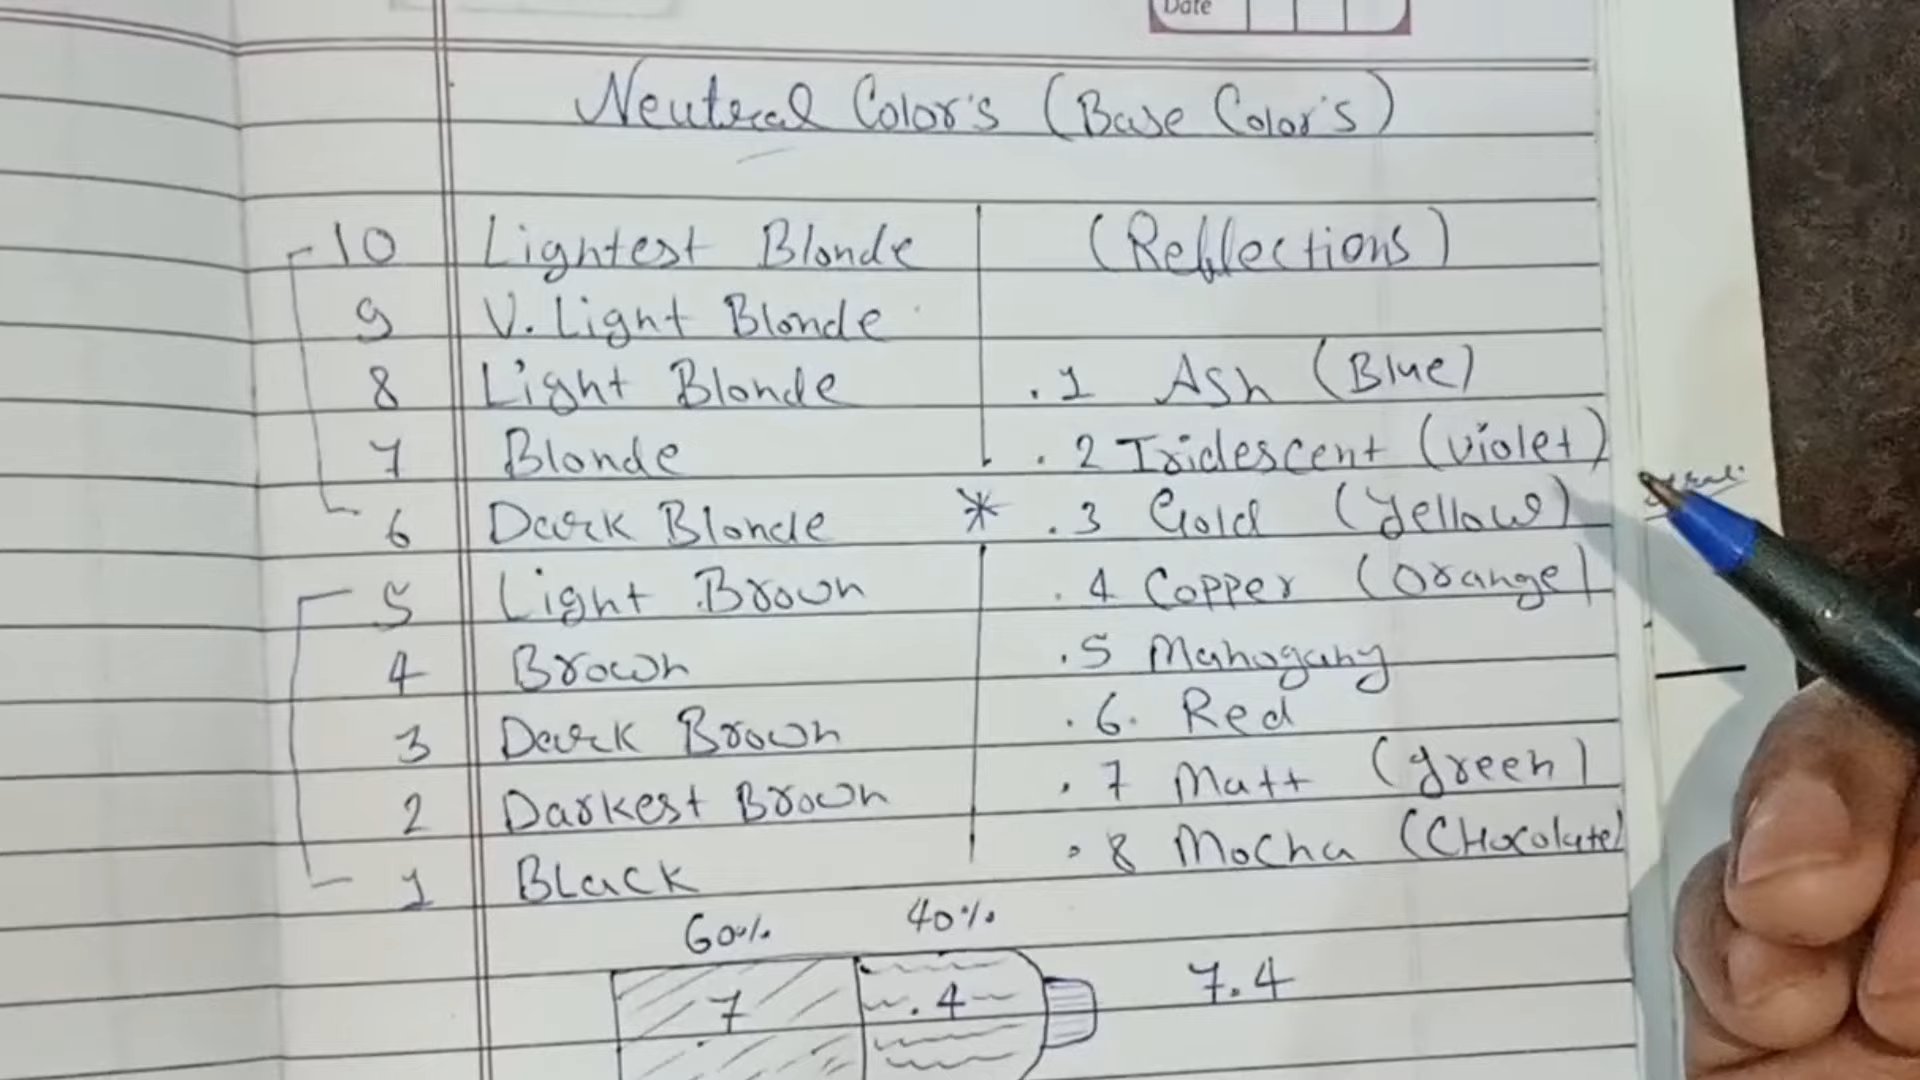 Date
Neutral Color's (Base Color's)
10 Lightest Blonde (Reflections)
9 V. Light Blonde
8 Light Blonde .1 Ash (Blue)
7 Blonde .2 Iridescent (violet)
6 Dark Blonde * .3 Gold (Yellow)
5 Light Brown .4 Copper (Orange)
4 Brown .5 Mahogany
3 Dark Brown .6. Red
2 Darkest Brown .7 Matt (green)
1 Black .8 Mocha (CHocolate)
60% 40%
7 .4 7.4